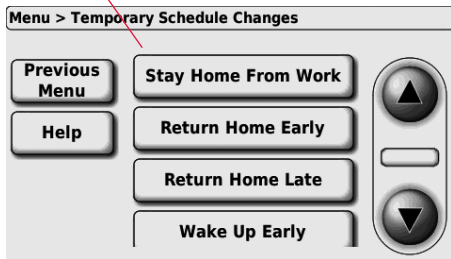 Menu > Temporary Schedule Changes
Previous
Menu
Help
Stay Home From Work
Return Home Early
Return Home Late
Wake Up Early